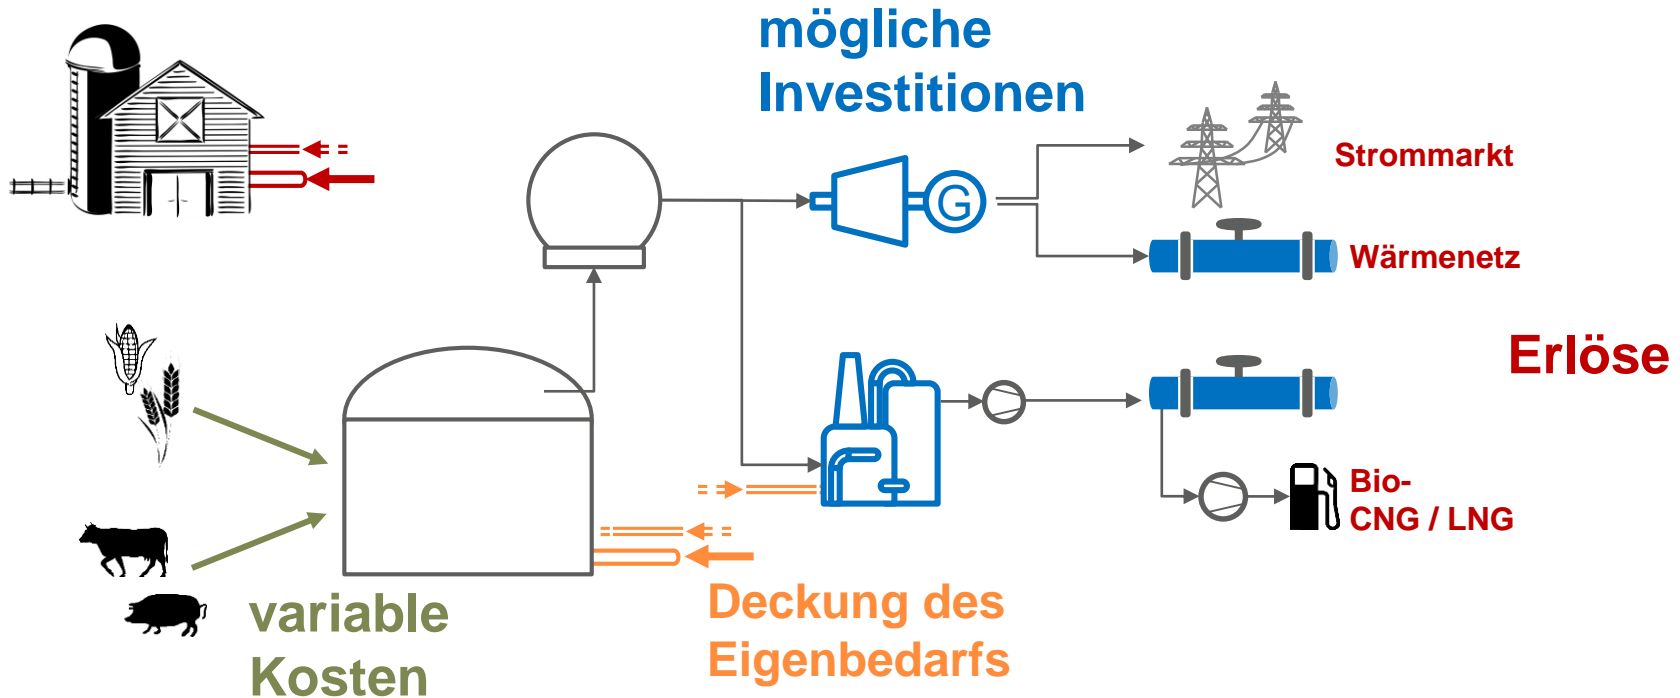 mögliche
Investitionen
Strommarkt
G
Wärmenetz
Erlöse
Bio-
CNG / LNG
variable
Kosten
Deckung des
Eigenbedarfs